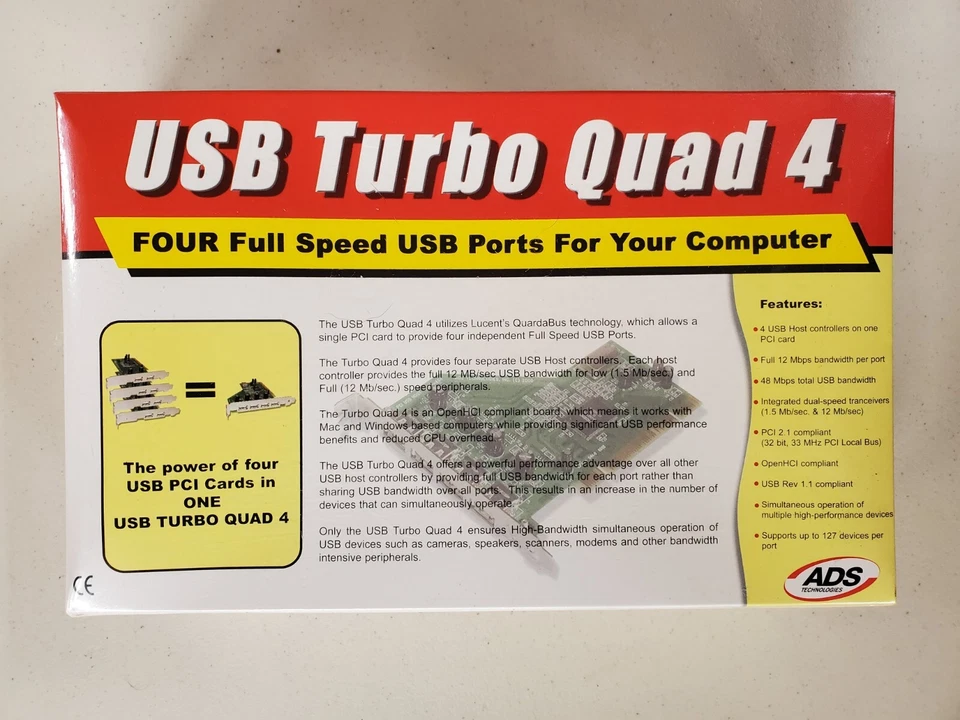 USB Turbo Quad 4
FOUR Full Speed USB Ports For Your Computer
=
The power of four
USB PCI Cards in
ONE
USB TURBO QUAD 4
CE
The USB Turbo Quad 4 utilizes Lucent's QuardaBus technology, which allows a
single PCI card to provide four independent Full Speed USB Ports.
The Turbo Quad 4 provides four separate USB Host controllers. Each host
controller provides the full 12 MB/sec USB bandwidth for low (1.5 Mb/sec.) and
Full (12 Mb/sec.) speed peripherals.
The Turbo Quad 4 is an OpenHCI compliant board, which means it works with
Mac and Windows based computers while providing significant USB performance
benefits and reduced CPU overhead.
The USB Turbo Quad 4 offers a powerful performance advantage over all other
USB host controllers by providing full USB bandwidth for each port rather than
sharing USB bandwidth over all ports. This results in an increase in the number of
devices that can simultaneously operate.
Only the USB Turbo Quad 4 ensures High-Bandwidth simultaneous operation of
USB devices such as cameras, speakers, scanners, modems and other bandwidth
intensive peripherals.
Features:
• 4 USB Host controllers on one
PCI card
• Full 12 Mbps bandwidth per port
• 48 Mbps total USB bandwidth
• Integrated dual-speed tranceivers
(1.5 Mb/sec. & 12 Mb/sec)
• PCI 2.1 compliant
(32 bit, 33 MHz PCI Local Bus)
• OpenHCI compliant
• USB Rev 1.1 compliant
• Simultaneous operation of
multiple high-performance devices
• Supports up to 127 devices per
port
ADS
TECHNOLOGIES